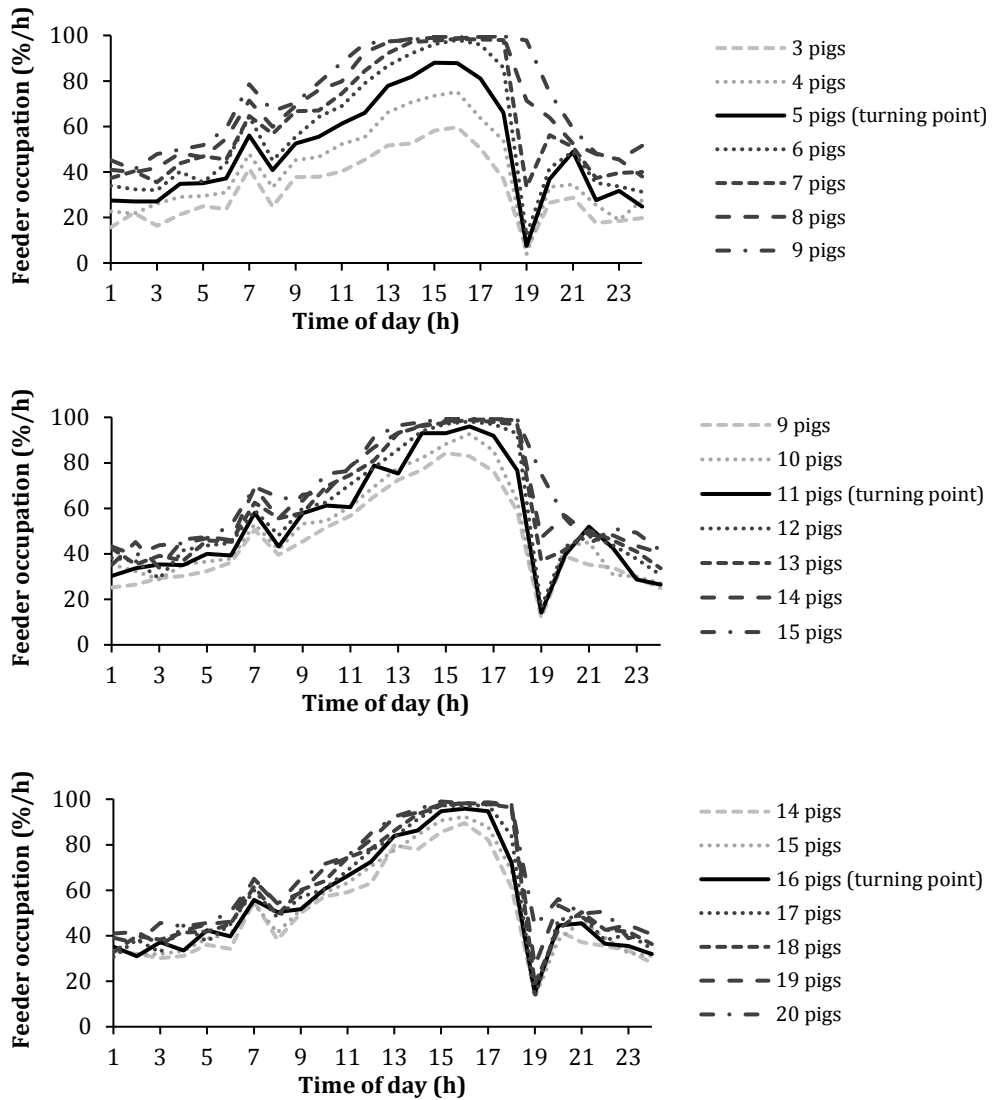 Feeder occupation (%/h)
100
80
60
40
20
0
1 3 5 7 9 11 13 15 17 19 21 23
Time of day (h)
3 pigs
4 pigs
5 pigs (turning point)
6 pigs
7 pigs
8 pigs
9 pigs
Feeder occupation (%/h)
100
80
60
40
20
0
1 3 5 7 9 11 13 15 17 19 21 23
Time of day (h)
9 pigs
10 pigs
11 pigs (turning point)
12 pigs
13 pigs
14 pigs
15 pigs
Feeder occupation (%/h)
100
80
60
40
20
0
1 3 5 7 9 11 13 15 17 19 21 23
Time of day (h)
14 pigs
15 pigs
16 pigs (turning point)
17 pigs
18 pigs
19 pigs
20 pigs